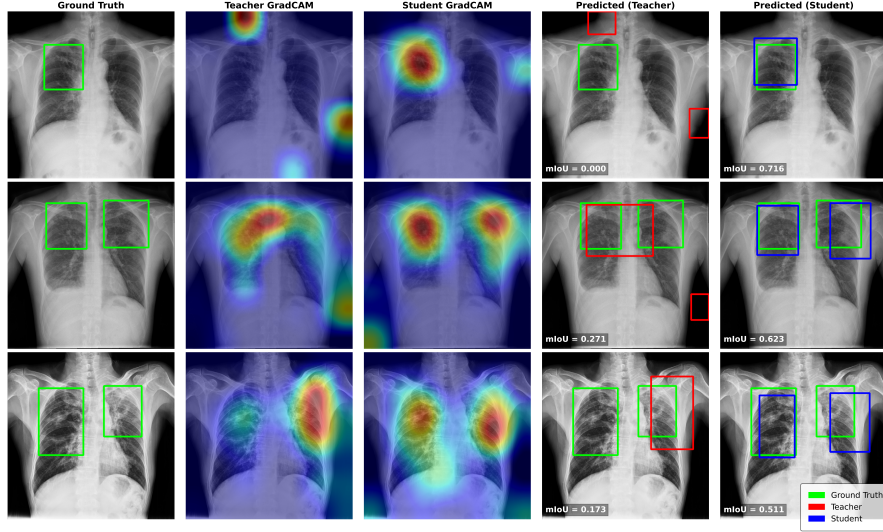 Ground Truth
Teacher GradCAM
Student GradCAM
Predicted (Teacher)
Predicted (Student)
mIoU = 0.000
mIoU = 0.716
mIoU = 0.271
mIoU = 0.623
mIoU = 0.173
mIoU = 0.511
Ground Truth
Teacher
Student